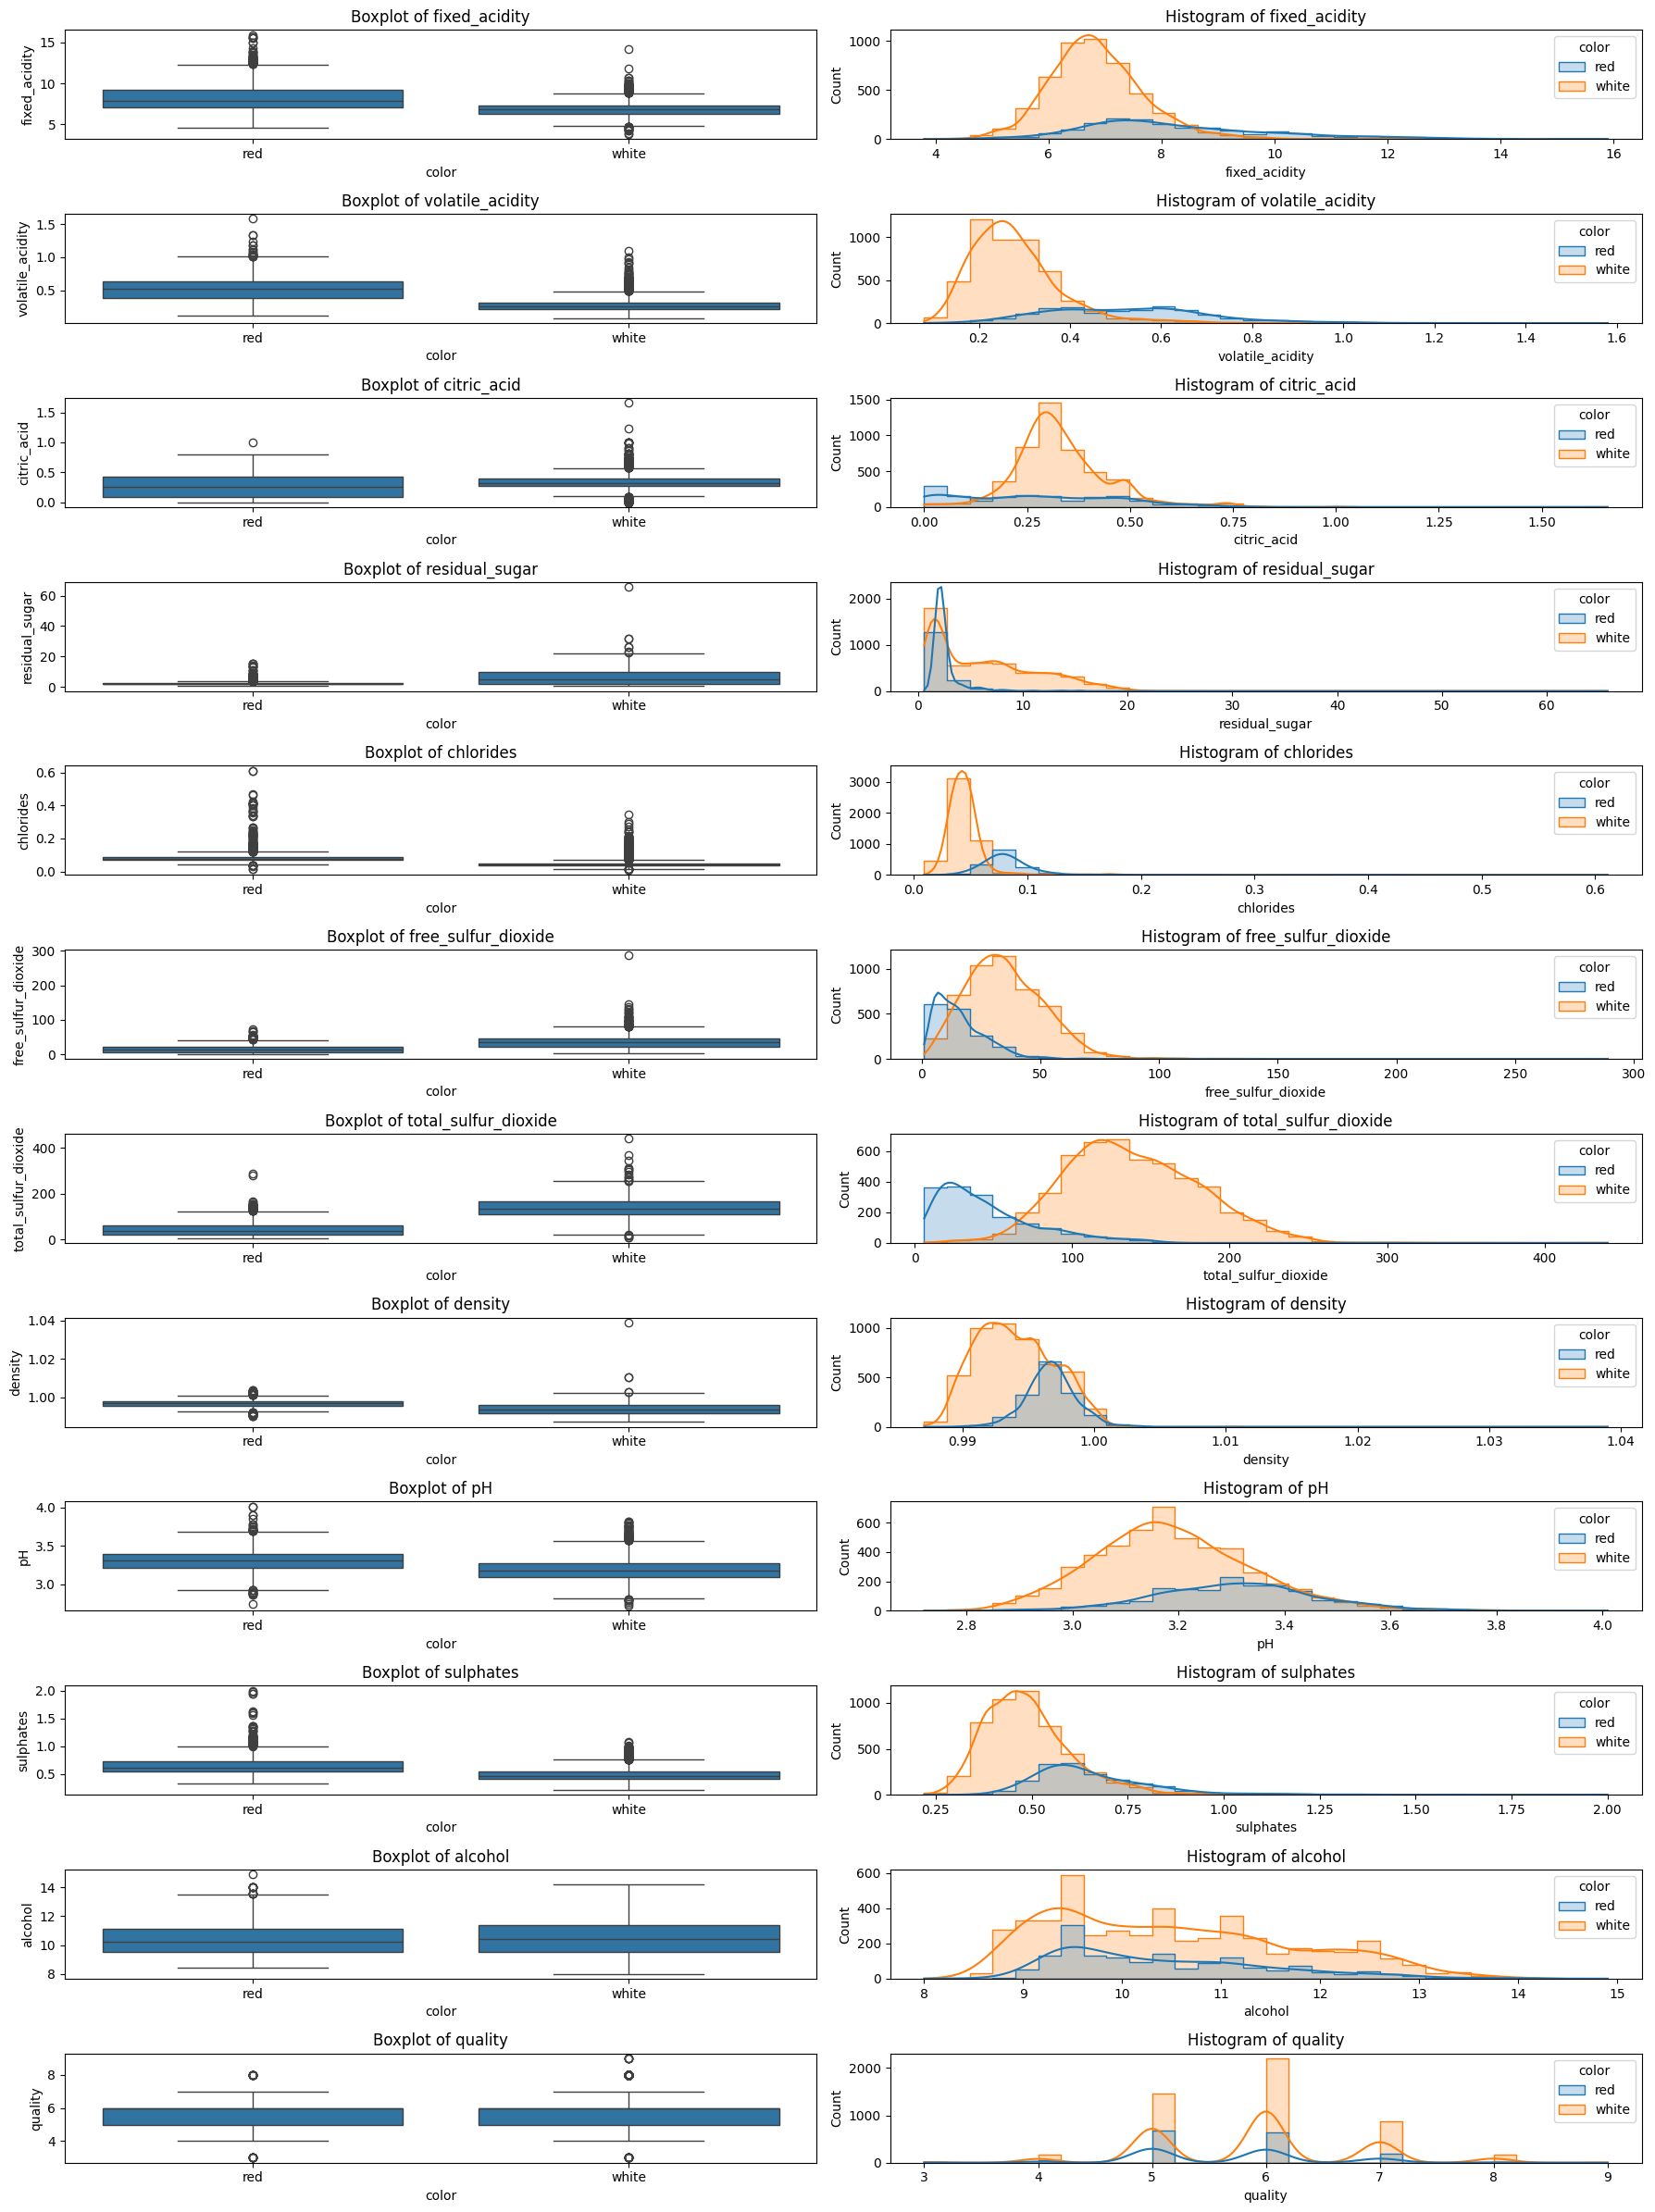 Boxplot of fixed_acidity
fixed_acidity
15
10
5
red white
color
Histogram of fixed_acidity
Count
1000
500
0
4 6 8 10 12 14 16
fixed_acidity
color
red
white
Boxplot of volatile_acidity
volatile_acidity
1.5
1.0
0.5
red white
color
Histogram of volatile_acidity
Count
1000
500
0
0.2 0.4 0.6 0.8 1.0 1.2 1.4 1.6
volatile_acidity
color
red
white
Boxplot of citric_acid
citric_acid
1.5
1.0
0.5
0.0
red white
color
Histogram of citric_acid
Count
1500
1000
500
0
0.00 0.25 0.50 0.75 1.00 1.25 1.50
citric_acid
color
red
white
Boxplot of residual_sugar
residual_sugar
60
40
20
0
red white
color
Histogram of residual_sugar
Count
2000
1000
0
0 10 20 30 40 50 60
residual_sugar
color
red
white
Boxplot of chlorides
chlorides
0.6
0.4
0.2
0.0
red white
color
Histogram of chlorides
Count
3000
2000
1000
0
0.0 0.1 0.2 0.3 0.4 0.5 0.6
chlorides
color
red
white
Boxplot of free_sulfur_dioxide
free_sulfur_dioxide
300
200
100
0
red white
color
Histogram of free_sulfur_dioxide
Count
1000
500
0
0 50 100 150 200 250 300
free_sulfur_dioxide
color
red
white
Boxplot of total_sulfur_dioxide
total_sulfur_dioxide
400
200
0
red white
color
Histogram of total_sulfur_dioxide
Count
600
400
200
0
0 100 200 300 400
total_sulfur_dioxide
color
red
white
Boxplot of density
density
1.04
1.02
1.00
red white
color
Histogram of density
Count
1000
500
0
0.99 1.00 1.01 1.02 1.03 1.04
density
color
red
white
Boxplot of pH
pH
4.0
3.5
3.0
red white
color
Histogram of pH
Count
600
400
200
0
2.8 3.0 3.2 3.4 3.6 3.8 4.0
pH
color
red
white
Boxplot of sulphates
sulphates
2.0
1.5
1.0
0.5
red white
color
Histogram of sulphates
Count
1000
500
0
0.25 0.50 0.75 1.00 1.25 1.50 1.75 2.00
sulphates
color
red
white
Boxplot of alcohol
alcohol
14
12
10
8
red white
color
Histogram of alcohol
Count
600
400
200
0
8 9 10 11 12 13 14 15
alcohol
color
red
white
Boxplot of quality
quality
8
6
4
red white
color
Histogram of quality
Count
2000
1000
0
3 4 5 6 7 8 9
quality
color
red
white